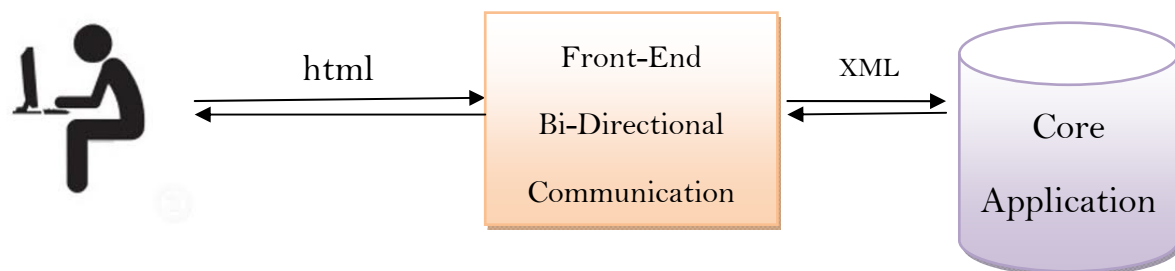 html
Front-End
Bi-Directional
Communication
XML
Core
Application